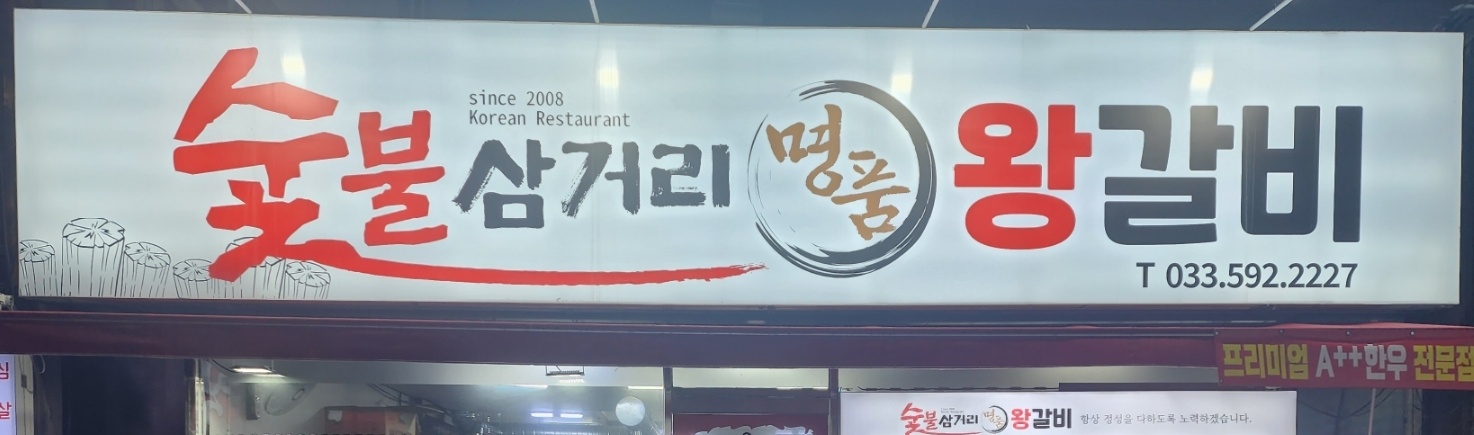 since 2008
Korean Restaurant
숯불삼거리 명품 왕갈비
T 033.592.2227
프리미엄 A++한우 전문점
심
살
숯불삼거리 명품 왕갈비 항상 정성을 다하도록 노력하겠습니다.